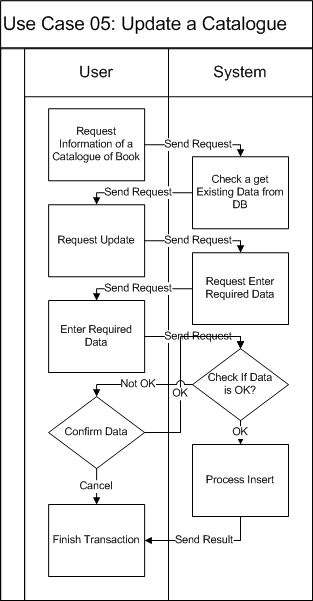 Use Case 05: Update a Catalogue
User
System
Request
Information of a
Catalogue of Book
Send Request
Check a get
Existing Data from
DB
Send Request
Request Update
Send Request
Request Enter
Required Data
Send Request
Enter Required
Data
Send Request
Check If Data
is OK?
Not OK
OK
Confirm Data
OK
Cancel
Process Insert
Finish Transaction
Send Result